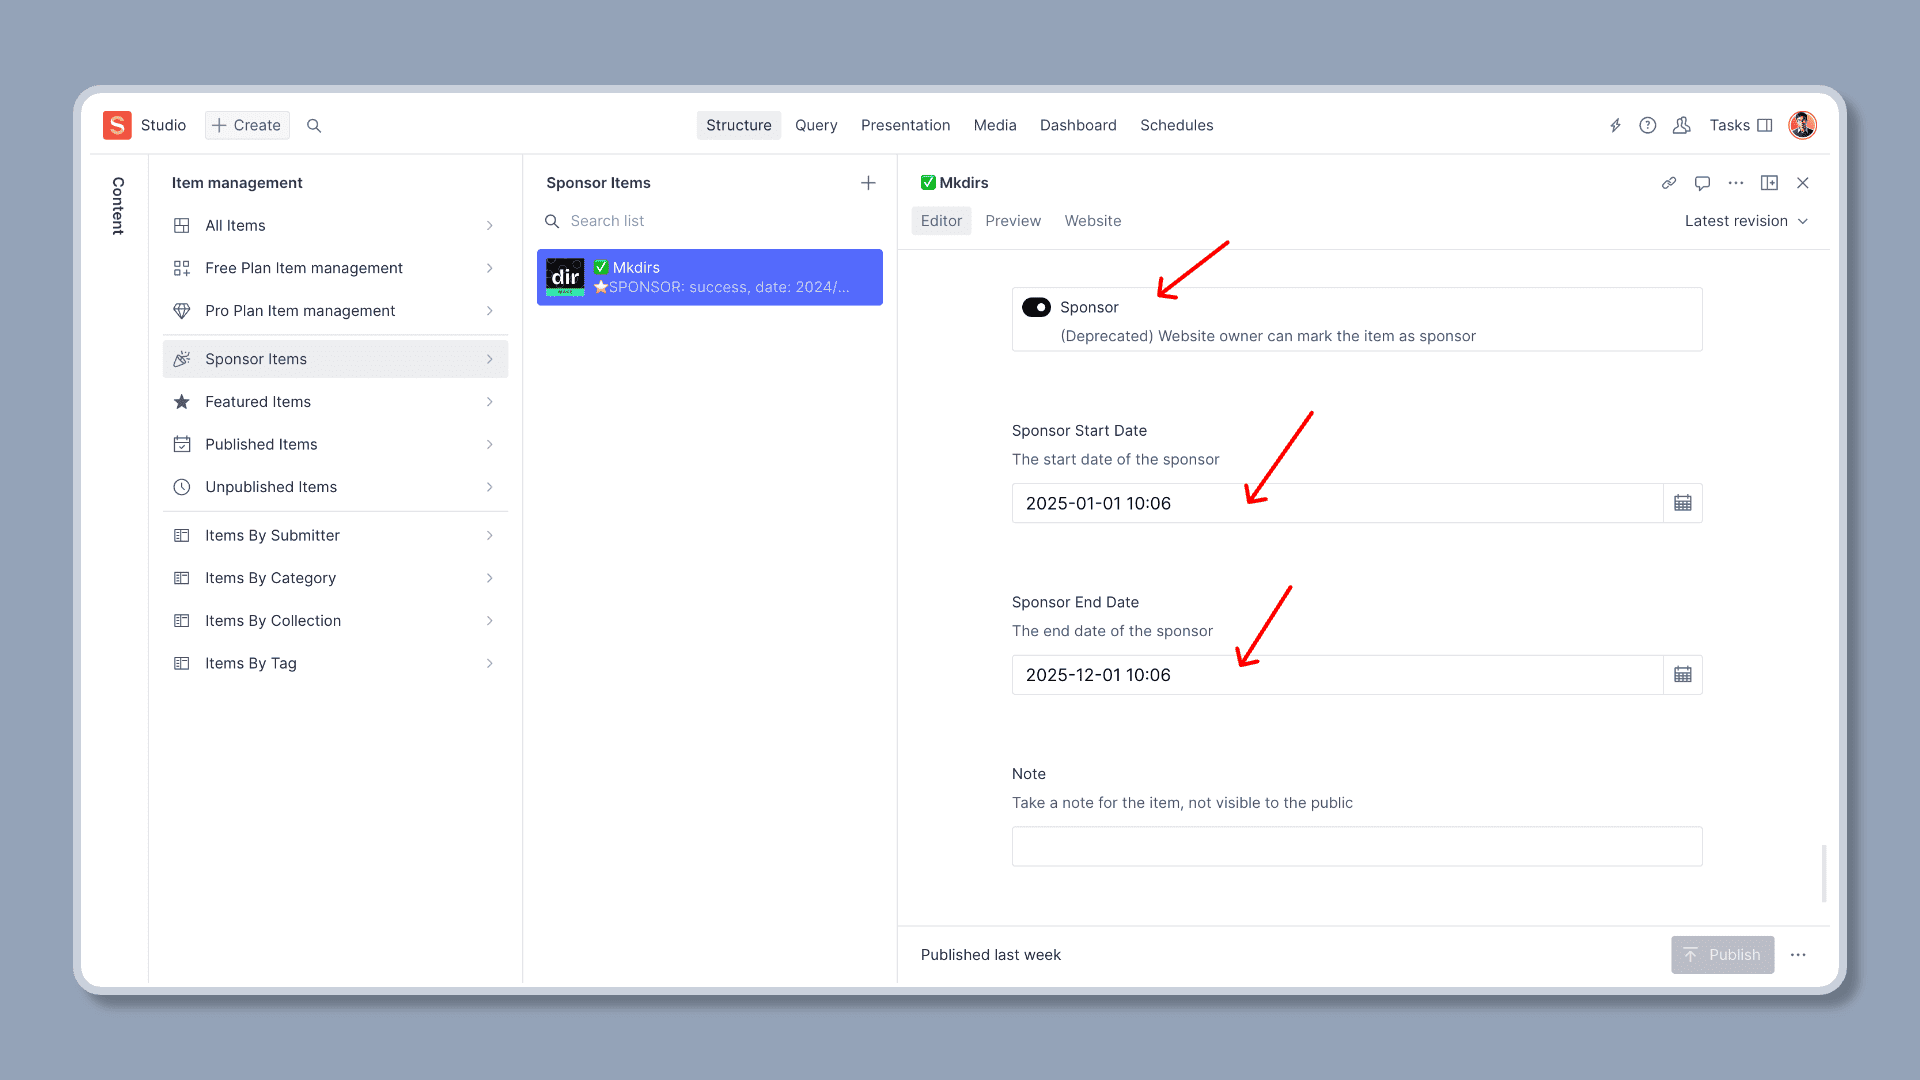 S Studio
Create
Structure
Query
Presentation
Media
Dashboard
Schedules
Tasks
Content
Item management
All Items
Free Plan Item management
Pro Plan Item management
Sponsor Items
Featured Items
Published Items
Unpublished Items
Items By Submitter
Items By Category
Items By Collection
Items By Tag
Sponsor Items
Search list
dir
✅ Mkdirs
⭐SPONSOR: success, date: 2024/...
✅ Mkdirs
Editor
Preview
Website
Latest revision
Sponsor
(Deprecated) Website owner can mark the item as sponsor
Sponsor Start Date
The start date of the sponsor
2025-01-01 10:06
Sponsor End Date
The end date of the sponsor
2025-12-01 10:06
Note
Take a note for the item, not visible to the public
Published last week
Publish